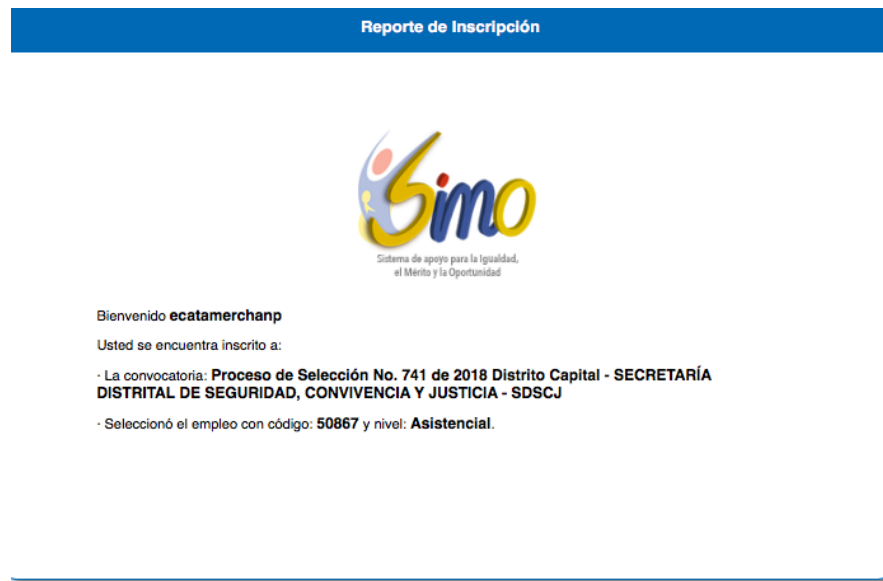 Reporte de Inscripción
Simo
Sistema de apoyo para la Igualdad,
el Mérito y la Oportunidad
Bienvenido ecatamerchanp
Usted se encuentra inscrito a:
· La convocatoria: Proceso de Selección No. 741 de 2018 Distrito Capital - SECRETARÍA
DISTRITAL DE SEGURIDAD, CONVIVENCIA Y JUSTICIA - SDSCJ
· Seleccionó el empleo con código: 50867 y nivel: Asistencial.